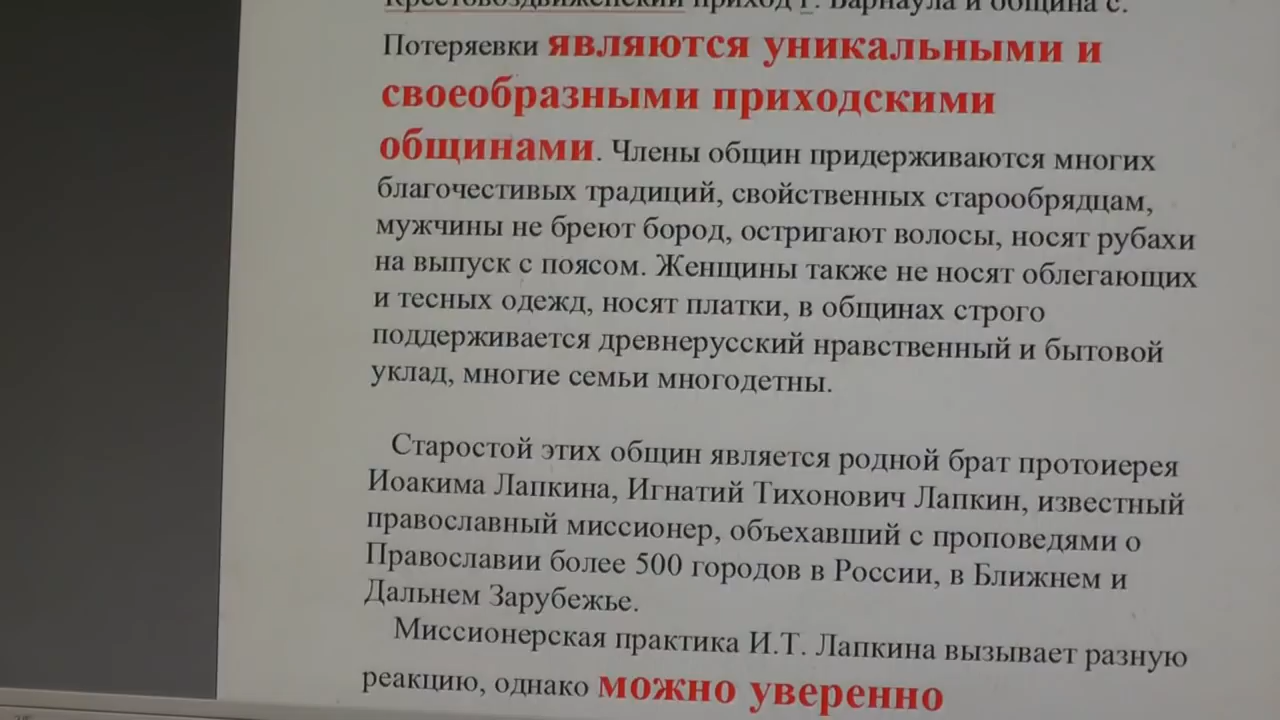 Крестовоздвиженский приход г. Барнаула и община с.
Потеряевки являются уникальными и
своеобразными приходскими
общинами. Члены общин придерживаются многих
благочестивых традиций, свойственных старообрядцам,
мужчины не бреют бород, остригают волосы, носят рубахи
на выпуск с поясом. Женщины также не носят облегающих
и тесных одежд, носят платки, в общинах строго
поддерживается древнерусский нравственный и бытовой
уклад, многие семьи многодетны.
Старостой этих общин является родной брат протоиерея
Иоакима Лапкина, Игнатий Тихонович Лапкин, известный
православный миссионер, объехавший с проповедями о
Православии более 500 городов в России, в Ближнем и
Дальнем Зарубежье.
Миссионерская практика И.Т. Лапкина вызывает разную
реакцию, однако можно уверенно